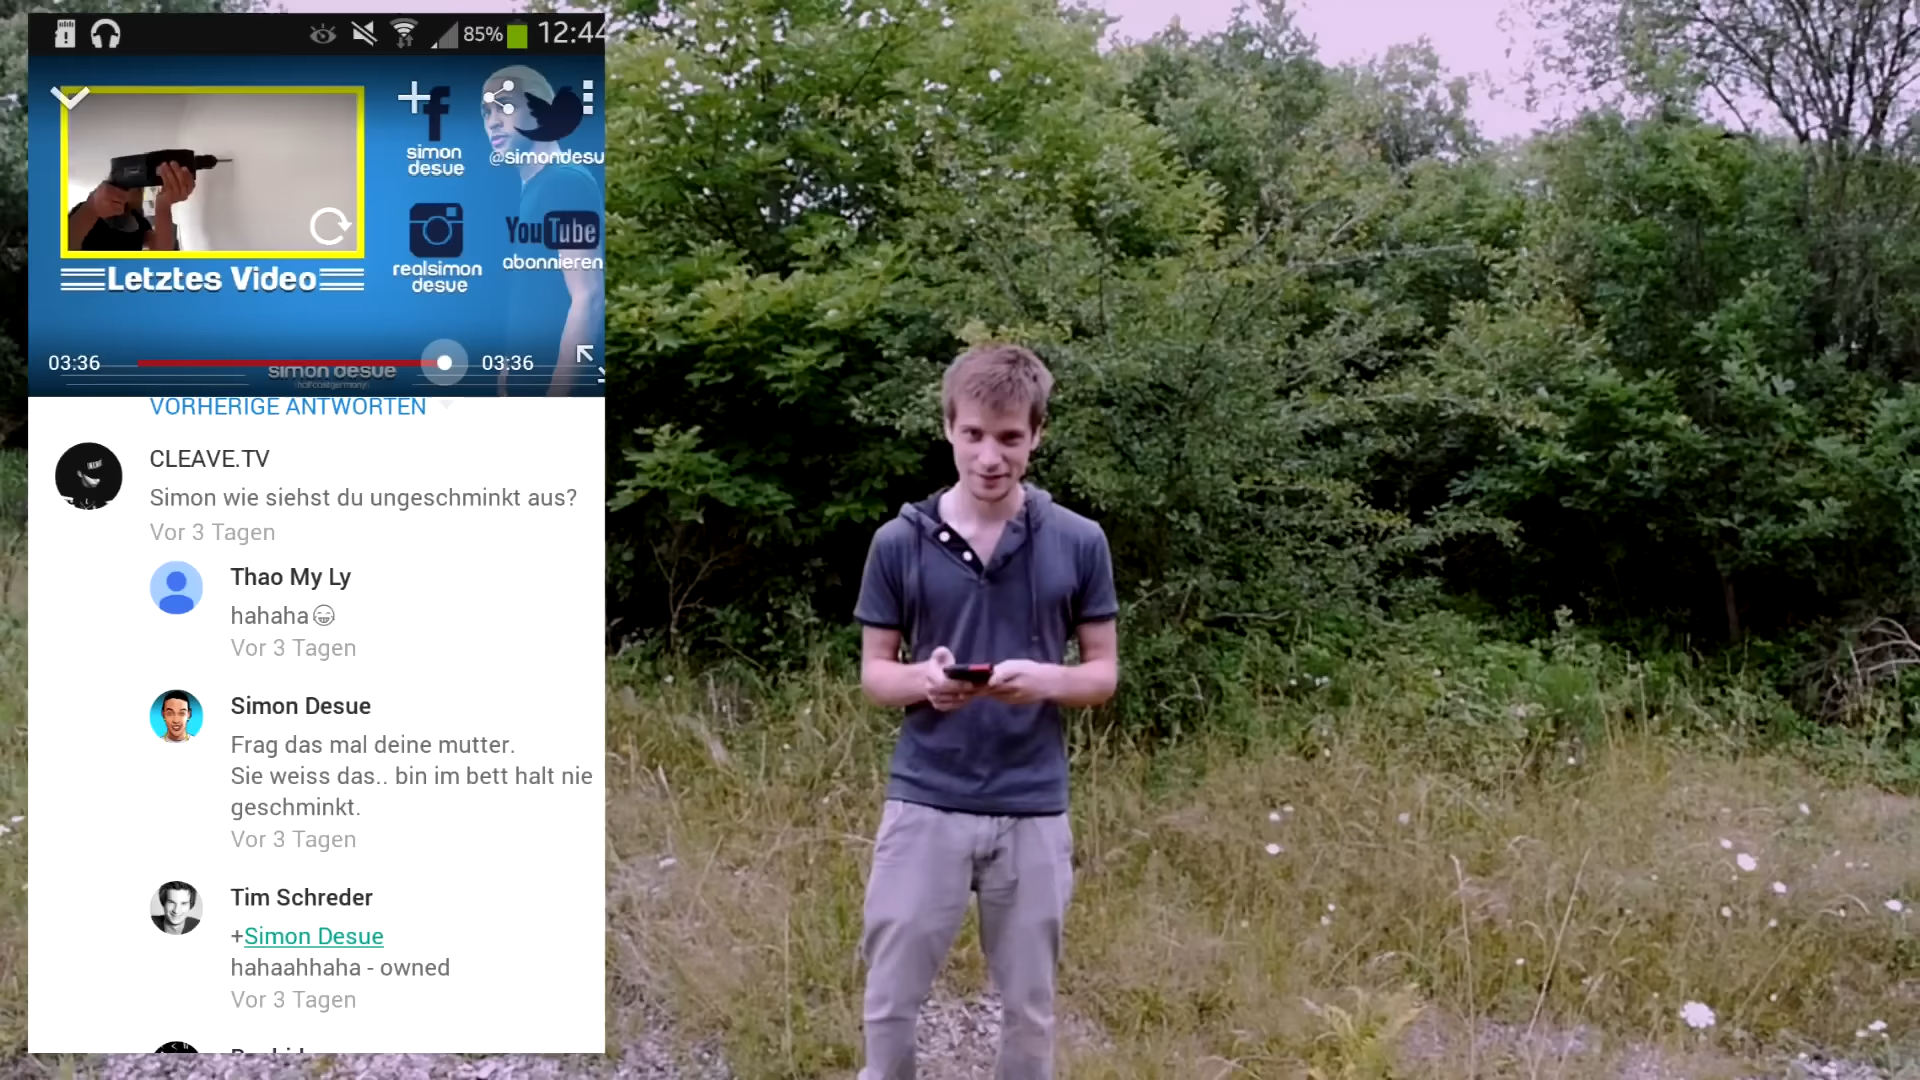 85% 12:44
simon
desue
@simondesu
realsimon
desue
YouTube
abonnieren
Letztes Video
03:36
03:36
simon desue
VORHERIGE ANTWORTEN
CLEAVE.TV
Simon wie siehst du ungeschminkt aus?
Vor 3 Tagen
Thao My Ly
hahaha😁
Vor 3 Tagen
Simon Desue
Frag das mal deine mutter.
Sie weiss das.. bin im bett halt nie
geschminkt.
Vor 3 Tagen
Tim Schreder
+Simon Desue
hahaahhaha - owned
Vor 3 Tagen